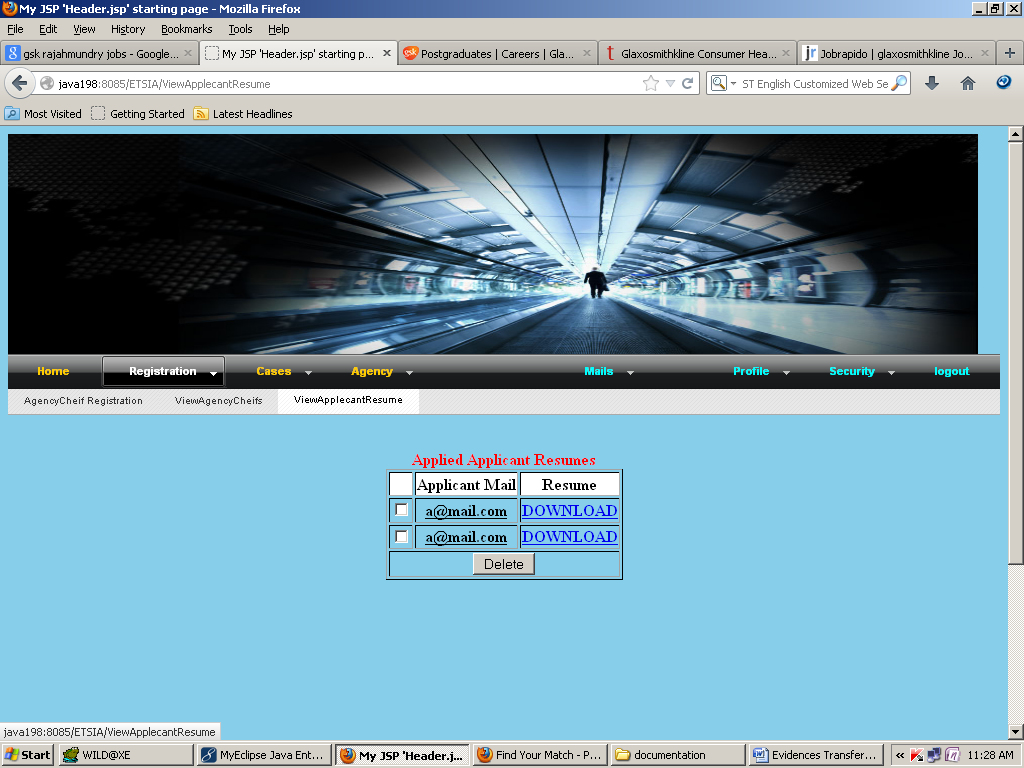 My JSP 'Header.jsp' starting page - Mozilla Firefox
File Edit View History Bookmarks Tools Help
gsk rajahmundry jobs - Google... My JSP 'Header.jsp' starting p... Postgraduates | Careers | Gla... Glaxosmithkline Consumer Hea... Jobrapido | glaxosmithkline Jo...
java198:8085/ETSIA/ViewApplecantResume ST English Customized Web Se
Most Visited Getting Started Latest Headlines
Home Registration Cases Agency Mails Profile Security logout
AgencyCheif Registration ViewAgencyCheifs ViewApplecantResume
Applied Applicant Resumes
Applicant Mail Resume
a@mail.com DOWNLOAD
a@mail.com DOWNLOAD
Delete
java198:8085/ETSIA/ViewApplecantResume
Start WILD@XE MyEclipse Java Ent... My JSP 'Header.j... Find Your Match - P... documentation Evidences Transfer... « 11:28 AM